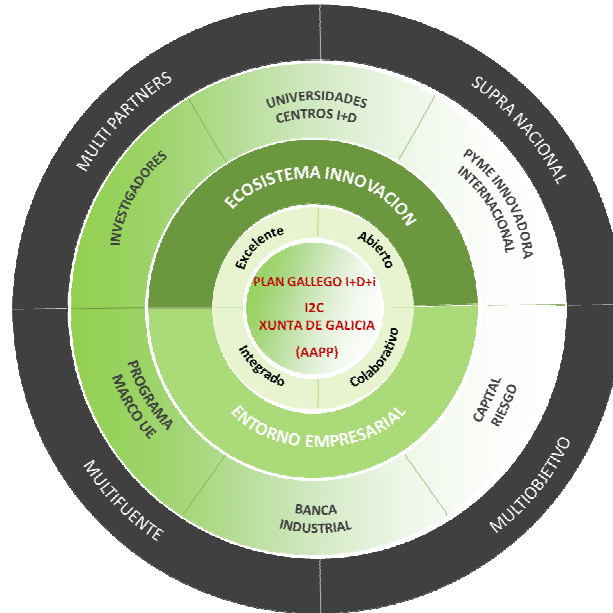 MULTI PARTNERS
SUPRA NACIONAL
UNIVERSIDADES
CENTROS I+D
INVESTIGADORES
PYME INNOVADORA
INTERNACIONAL
ECOSISTEMA INNOVACION
Excelente
Abierto
PLAN GALLEGO I+D+i
I2C
XUNTA DE GALICIA
(AAPP)
Integrado
Colaborativo
ENTORNO EMPRESARIAL
PROGRAMA
MARCO UE
CAPITAL
RIESGO
BANCA
INDUSTRIAL
MULTIFUENTE
MULTIOBJETIVO